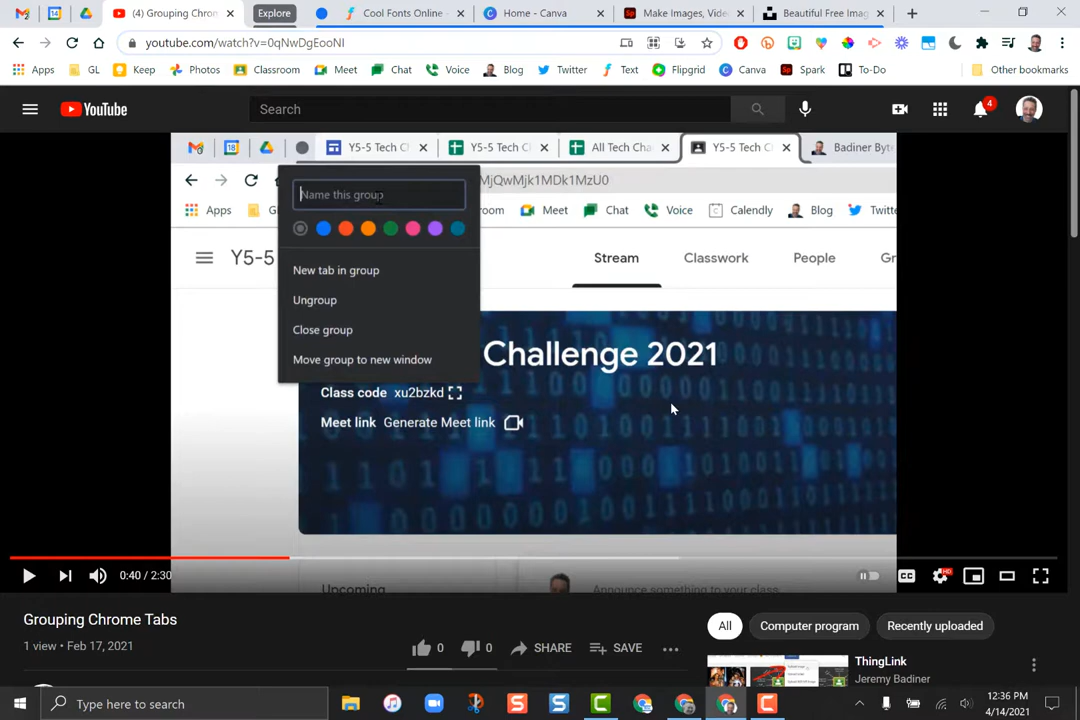 (4) Grouping Chrom
Explore
Cool Fonts Online
Home - Canva
Make Images, Vide
Beautiful Free Imag
youtube.com/watch?v=0qNwDgEooNI
Apps
GL
Keep
Photos
Classroom
Meet
Chat
Voice
Blog
Twitter
Text
Flipgrid
Canva
Spark
To-Do
Other bookmarks
YouTube
Search
4
Y5-5 Tech C
Y5-5 Tech C
All Tech Cha
Y5-5 Tech C
Badiner Byt
MjQwMjk1MDk1MzU0
Name this group
Apps
room
Meet
Chat
Voice
Calendly
Blog
Twitte
New tab in group
Ungroup
Close group
Move group to new window
Y5-5
Stream
Classwork
People
Gr
Challenge 2021
Class code xu2bzkd
Meet link Generate Meet link
Upcoming
Announce something to your class
0:40 / 2:30
CC
HD
Grouping Chrome Tabs
1 view • Feb 17, 2021
0
0
SHARE
SAVE
All
Computer program
Recently uploaded
ThingLink
Jeremy Badiner
Type here to search
12:36 PM
4/14/2021